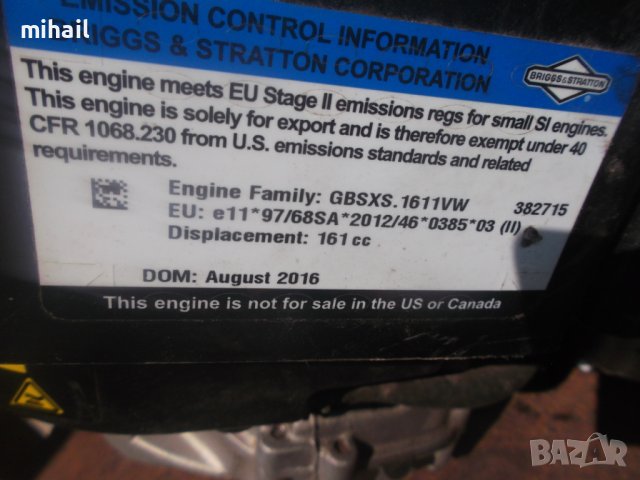 mihail
EMISSION CONTROL INFORMATION
BRIGGS & STRATTON CORPORATION
BRIGGS & STRATTON
This engine meets EU Stage II emissions regs for small SI engines.
This engine is solely for export and is therefore exempt under 40
CFR 1068.230 from U.S. emissions standards and related
requirements.
Engine Family: GBSXS.1611VW 382715
EU: e11*97/68SA*2012/46*0385*03 (II)
Displacement: 161 cc
DOM: August 2016
This engine is not for sale in the US or Canada
BAZAR